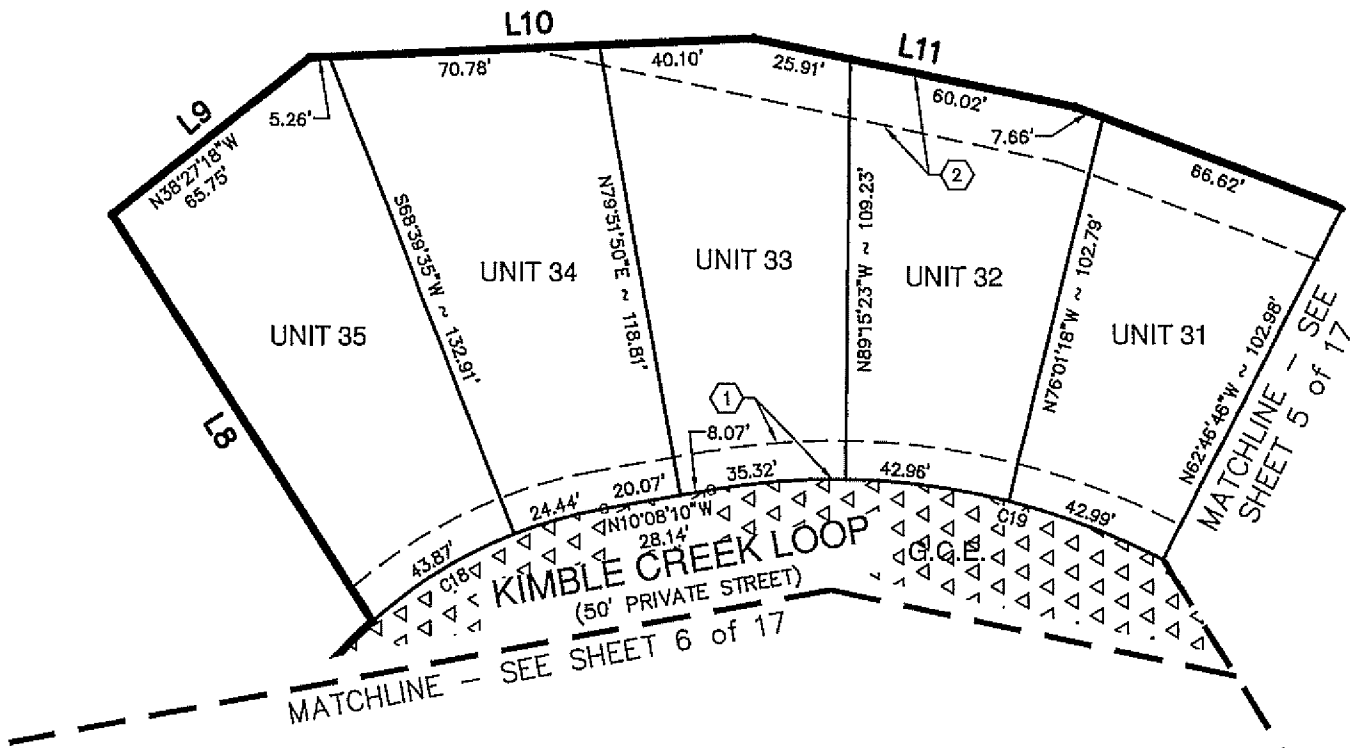 L10
L11
70.78'
40.10'
25.91'
60.02'
7.66'
66.62'
5.26'
L9
N38°27'18"W
65.75'
2
S68°39'35"W ~ 132.91'
N79°51'50"E ~ 118.81'
N89°15'23"W ~ 109.23'
N76°01'18"W ~ 102.79'
N62°46'46"W ~ 102.98'
UNIT 35
UNIT 34
UNIT 33
UNIT 32
UNIT 31
MATCHLINE - SEE
SHEET 5 of 17
L8
1
8.07'
43.87'
24.44'
20.07'
35.32'
42.96'
42.99'
C18
N10°08'10"W
28.14'
C19
G.C.E.
KIMBLE CREEK LOOP
(50' PRIVATE STREET)
MATCHLINE - SEE SHEET 6 of 17